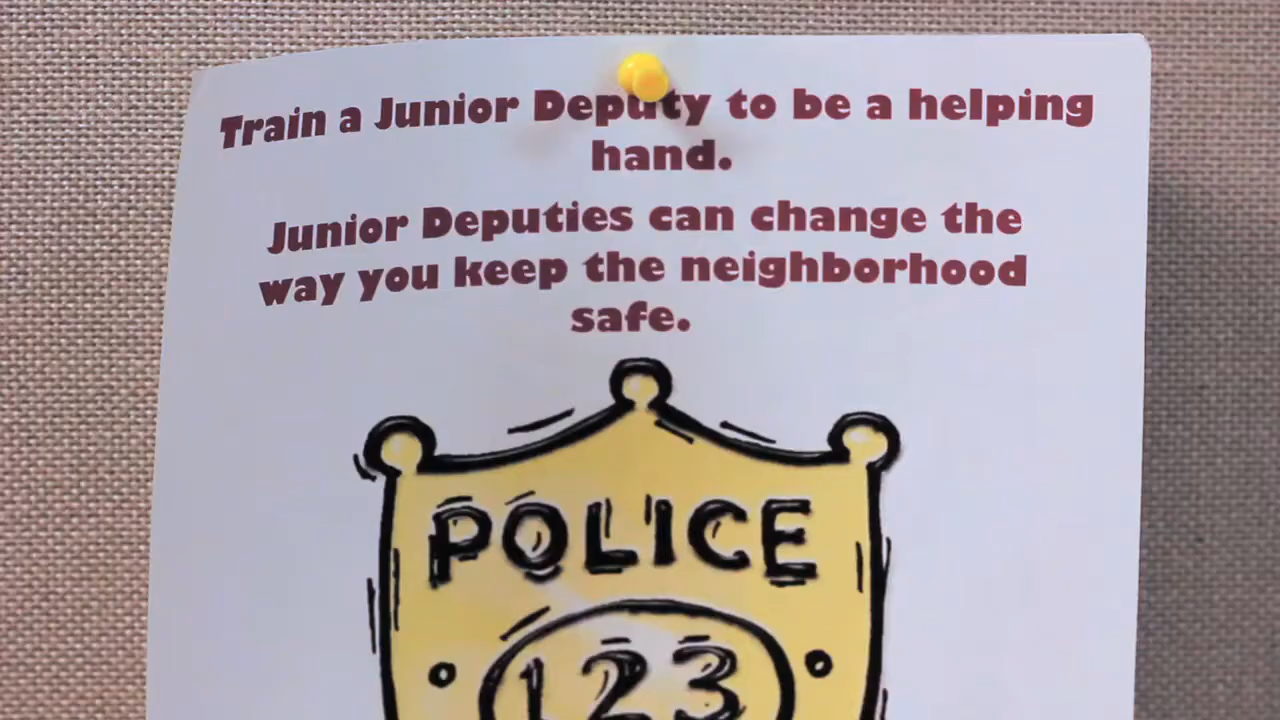 Train a Junior Deputy to be a helping
hand.
Junior Deputies can change the
way you keep the neighborhood
safe.
POLICE
123